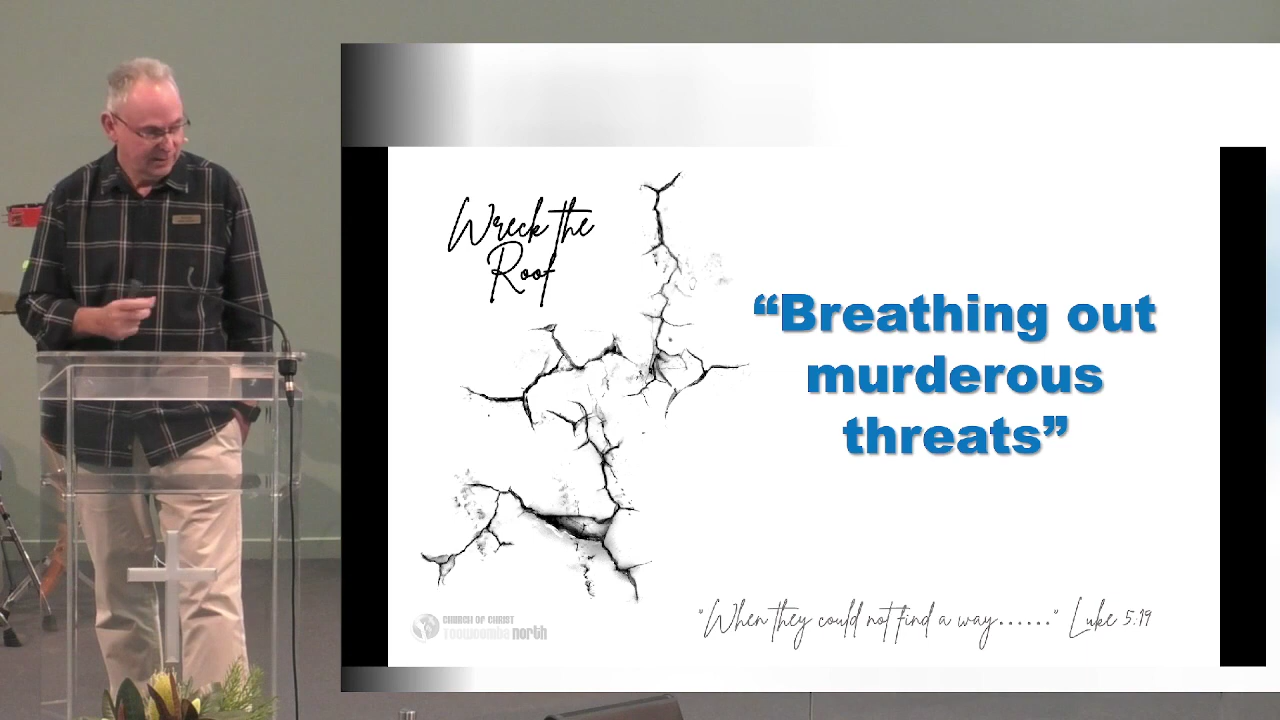 Wreck the
Roof
“Breathing out
murderous
threats”
CHURCH OF CHRIST
Toowoomba north
"When they could not find a way......" Luke 5:19